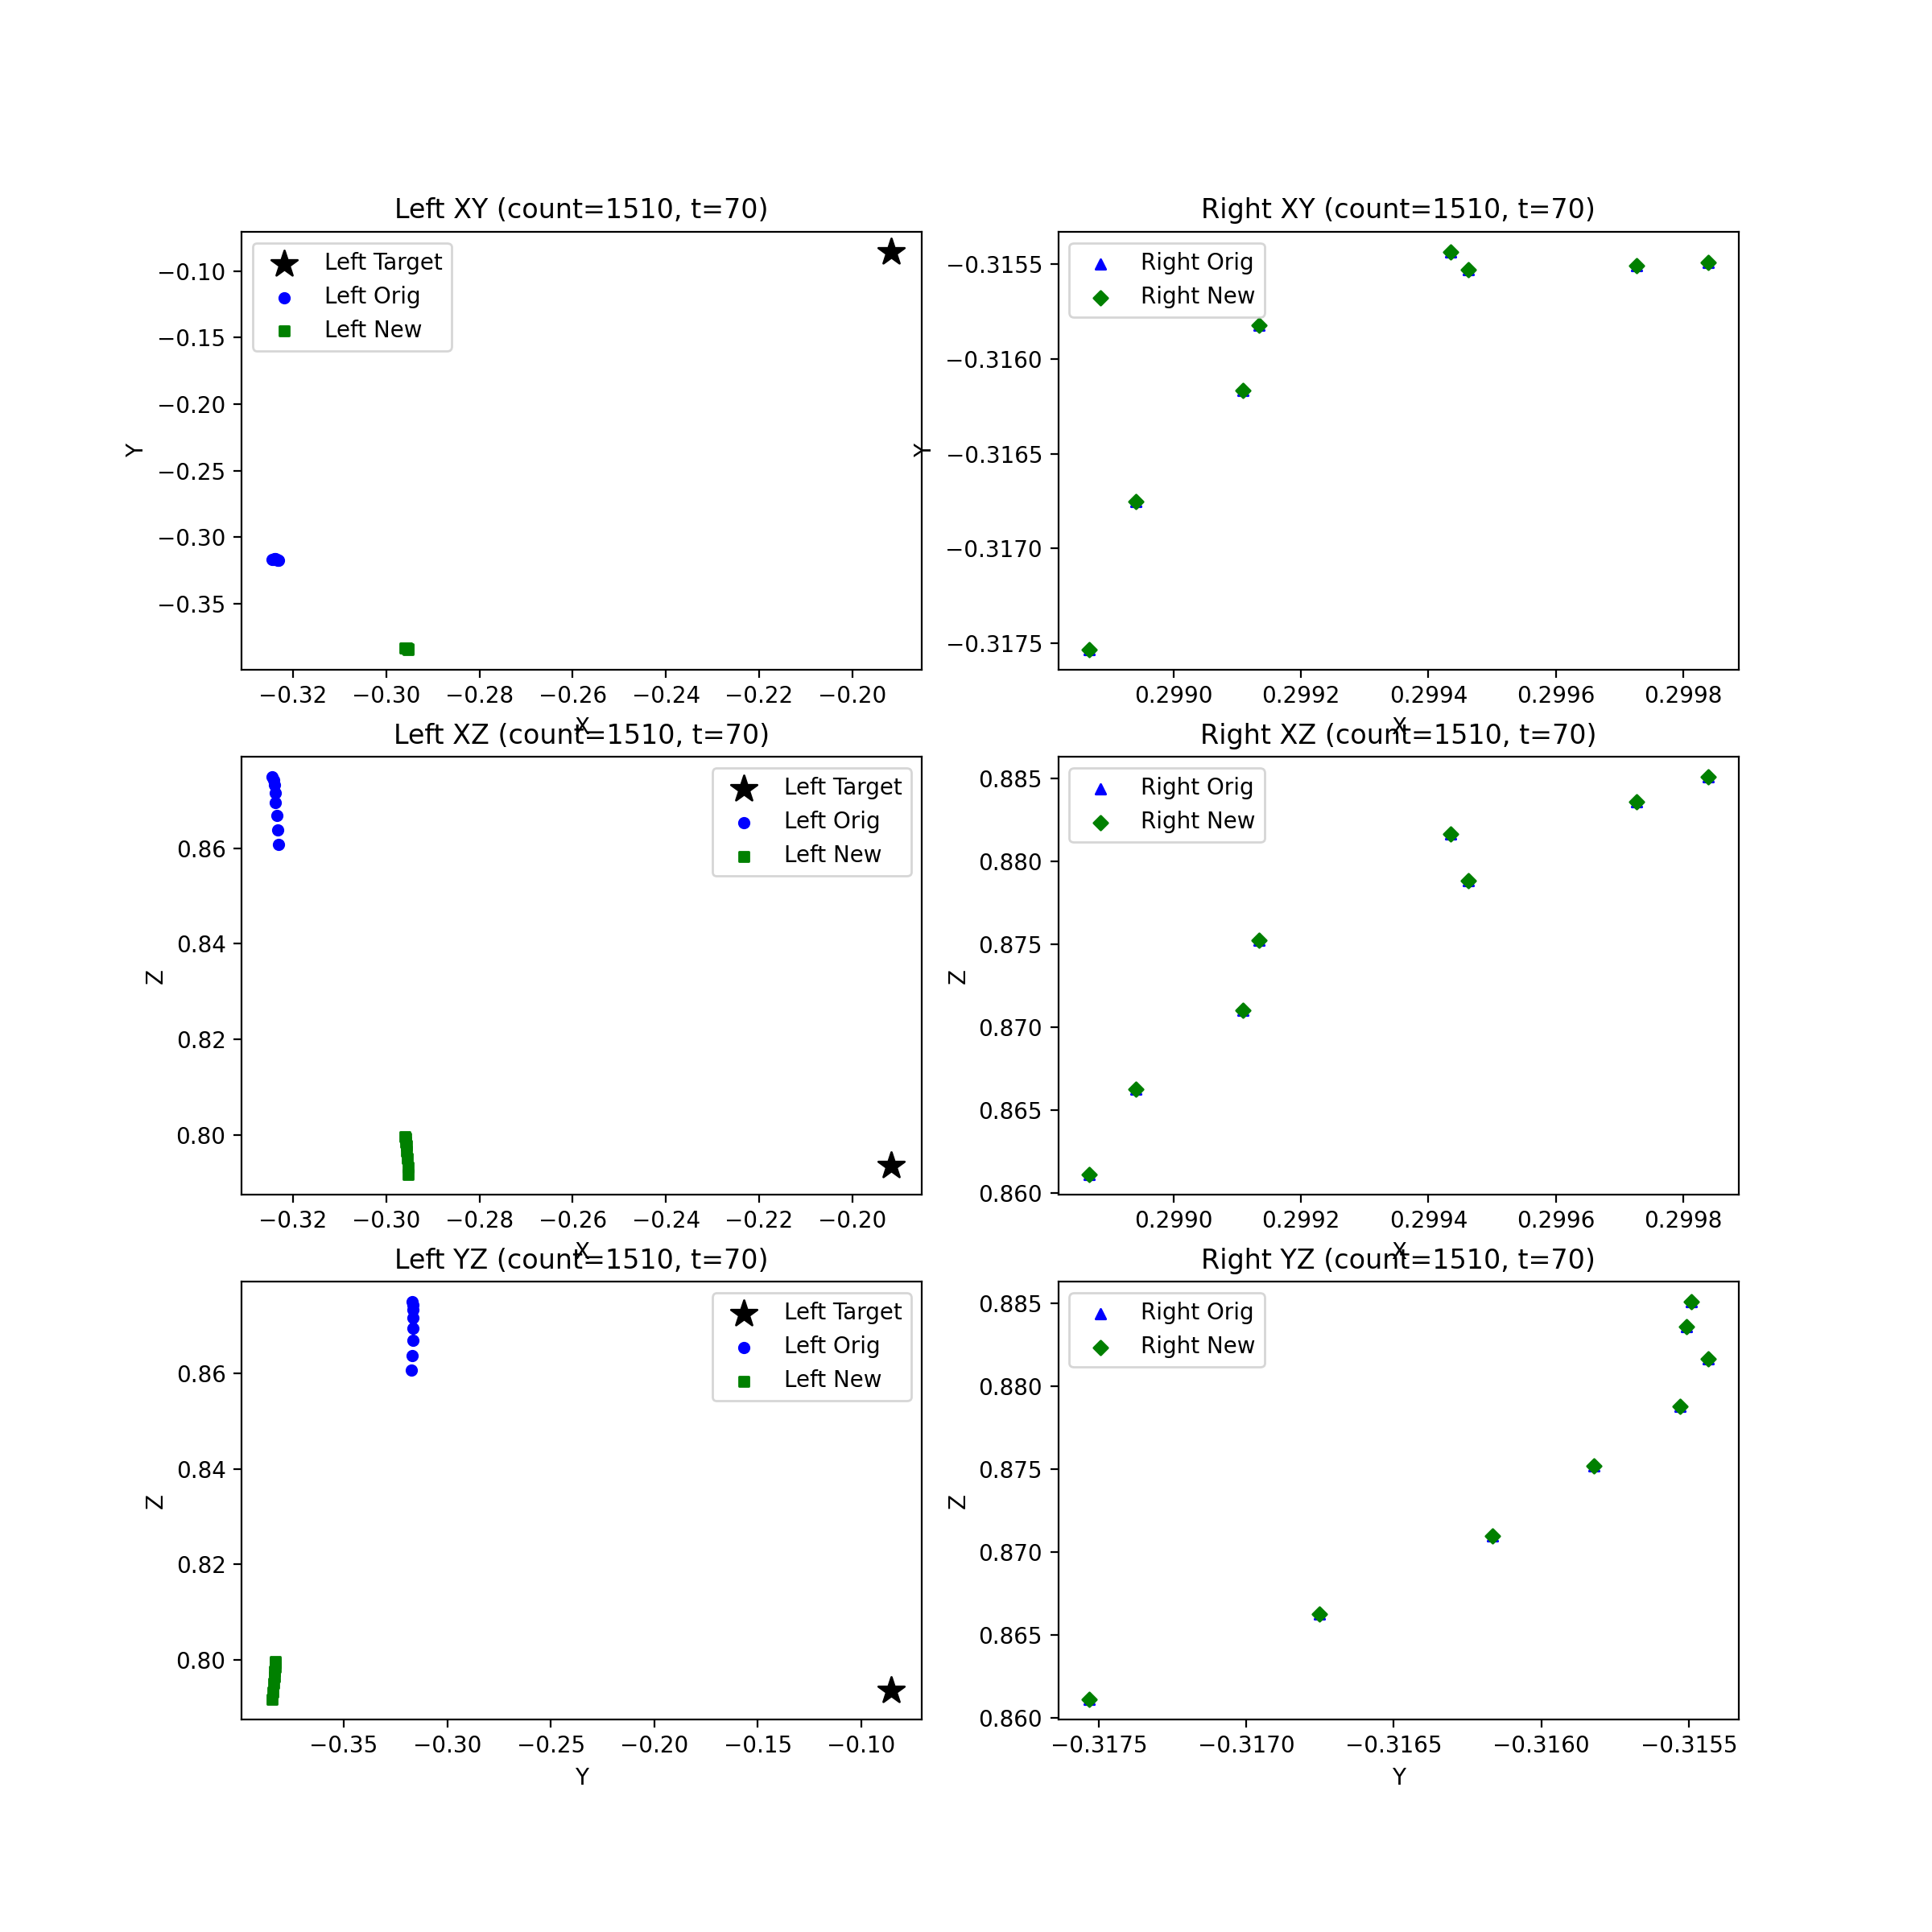 Left XY (count=1510, t=70)
Left Target
Left Orig
Left New
−0.10
−0.15
−0.20
−0.25
−0.30
−0.35
Y
−0.32 −0.30 −0.28 −0.26 −0.24 −0.22 −0.20
X
Right XY (count=1510, t=70)
Right Orig
Right New
−0.3155
−0.3160
−0.3165
−0.3170
−0.3175
Y
0.2990 0.2992 0.2994 0.2996 0.2998
X
Left XZ (count=1510, t=70)
Left Target
Left Orig
Left New
0.86
0.84
0.82
0.80
Z
−0.32 −0.30 −0.28 −0.26 −0.24 −0.22 −0.20
X
Right XZ (count=1510, t=70)
Right Orig
Right New
0.885
0.880
0.875
0.870
0.865
0.860
Z
0.2990 0.2992 0.2994 0.2996 0.2998
X
Left YZ (count=1510, t=70)
Left Target
Left Orig
Left New
0.86
0.84
0.82
0.80
Z
−0.35 −0.30 −0.25 −0.20 −0.15 −0.10
Y
Right YZ (count=1510, t=70)
Right Orig
Right New
0.885
0.880
0.875
0.870
0.865
0.860
Z
−0.3175 −0.3170 −0.3165 −0.3160 −0.3155
Y